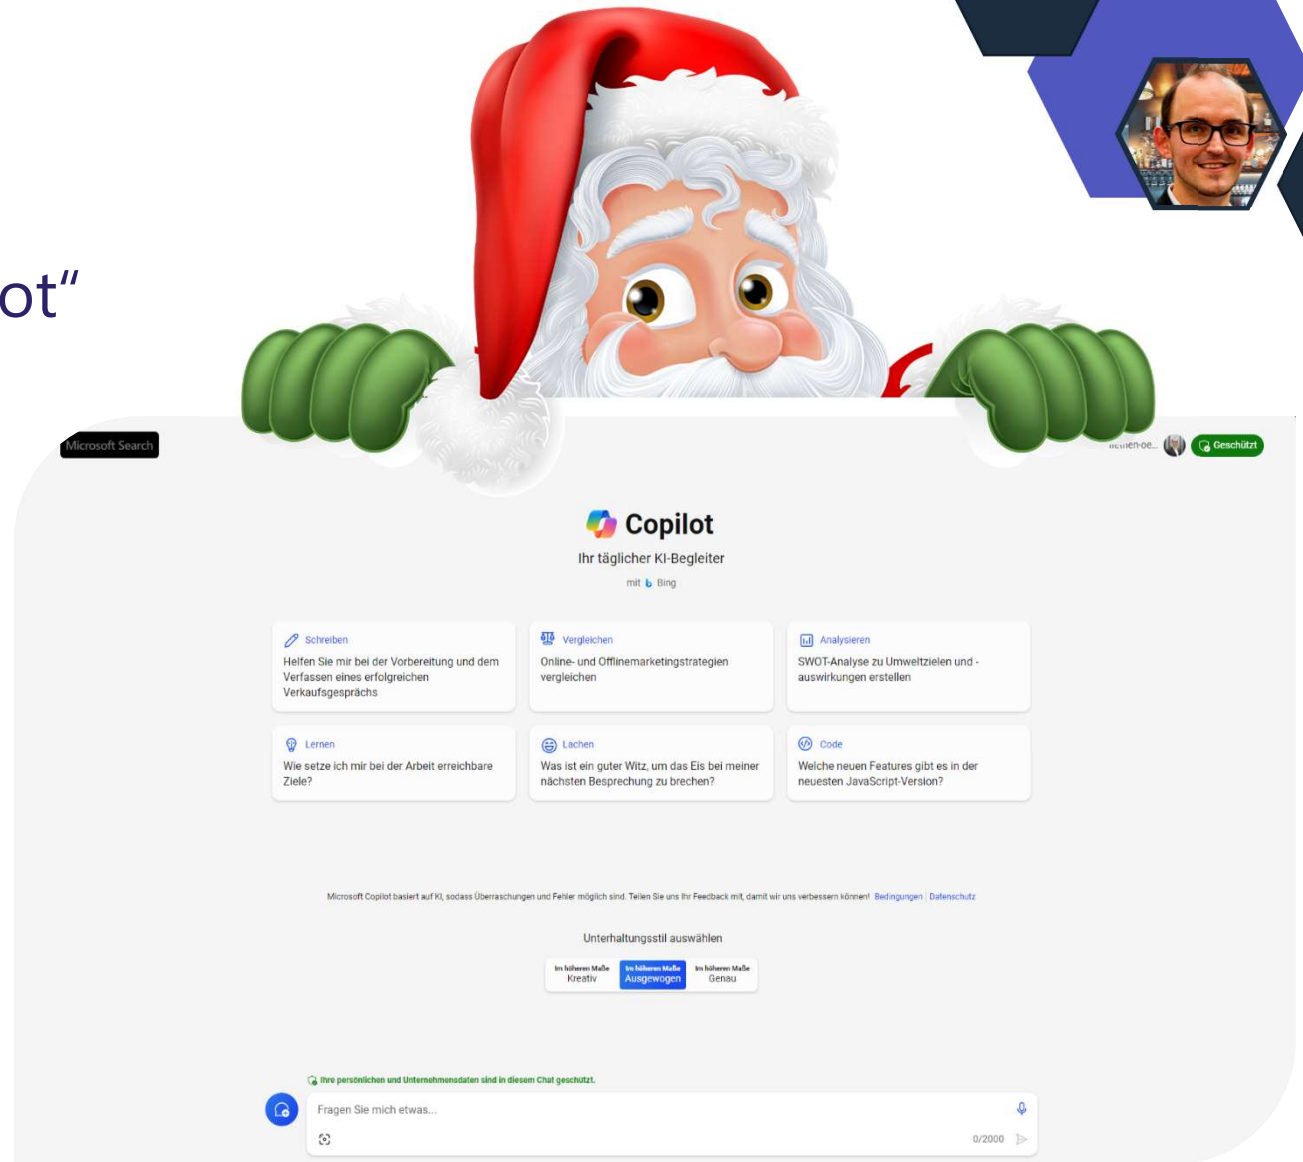 ot“
Microsoft Search
Geschützt
Copilot
Ihr täglicher KI-Begleiter
mit Bing
Schreiben
Helfen Sie mir bei der Vorbereitung und dem
Verfassen eines erfolgreichen
Verkaufsgesprächs
Vergleichen
Online- und Offlinemarketingstrategien
vergleichen
Analysieren
SWOT-Analyse zu Umweltzielen und -
auswirkungen erstellen
Lernen
Wie setze ich mir bei der Arbeit erreichbare
Ziele?
Lachen
Was ist ein guter Witz, um das Eis bei meiner
nächsten Besprechung zu brechen?
Code
Welche neuen Features gibt es in der
neuesten JavaScript-Version?
Microsoft Copilot basiert auf KI, sodass Überraschungen und Fehler möglich sind. Teilen Sie uns Ihr Feedback mit, damit wir uns verbessern können! Bedingungen | Datenschutz
Unterhaltungsstil auswählen
Im höheren Maße
Kreativ
Im höheren Maße
Ausgewogen
Im höheren Maße
Genau
Ihre persönlichen und Unternehmensdaten sind in diesem Chat geschützt.
Fragen Sie mich etwas...
0/2000